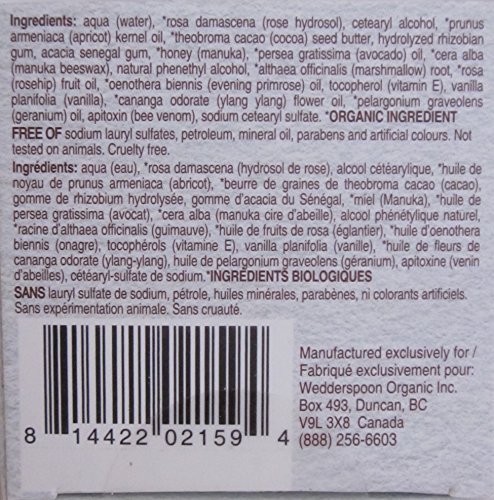 Ingredients: aqua (water), *rosa damascena (rose hydrosol), cetearyl alcohol, *prunus
armeniaca (apricot) kernel oil, *theobroma cacao (cocoa) seed butter, hydrolyzed rhizobian
gum, acacia senegal gum, *honey (manuka), *persea gratissima (avocado) oil, *cera alba
(manuka beeswax), natural phenethyl alcohol, *althaea officinalis (marshmallow) root, *rosa
(rosehip) fruit oil, *oenothera biennis (evening primrose) oil, tocopherol (vitamin E), vanilla
planifolia (vanilla), *cananga odorate (ylang ylang) flower oil, *pelargonium graveolens
(geranium) oil, apitoxin (bee venom), sodium cetearyl sulfate. *ORGANIC INGREDIENT
FREE OF sodium lauryl sulfates, petroleum, mineral oil, parabens and artificial colours. Not
tested on animals. Cruelty free.
Ingrédients: aqua (eau), *rosa damascena (hydrosol de rose), alcool cétéarylique, *huile de
noyau de prunus armeniaca (abricot), *beurre de graines de theobroma cacao (cacao),
gomme de rhizobium hydrolysée, gomme d'acacia du Sénégal, *miel (Manuka), *huile de
persea gratissima (avocat), *cera alba (manuka cire d'abeille), alcool phénétylique naturel,
*racine d'althaea officinalis (guimauve), *huile de fruits de rosa (églantier), *huile d'oenothera
biennis (onagre), tocophérols (vitamine E), vanilla planifolia (vanille), *huile de fleurs de
cananga odorate (ylang-ylang), huile de pelargonium graveolens (géranium), apitoxine (venin
d'abeilles), cétéaryl-sulfate de sodium.*INGRÉDIENTS BIOLOGIQUES
SANS lauryl sulfate de sodium, pétrole, huiles minérales, parabènes, ni colorants artificiels.
Sans expérimentation animale. Sans cruauté.
Manufactured exclusively for /
Fabriqué exclusivement pour:
Wedderspoon Organic Inc.
Box 493, Duncan, BC
V9L 3X8 Canada
(888) 256-6603
8 14422 02159 4